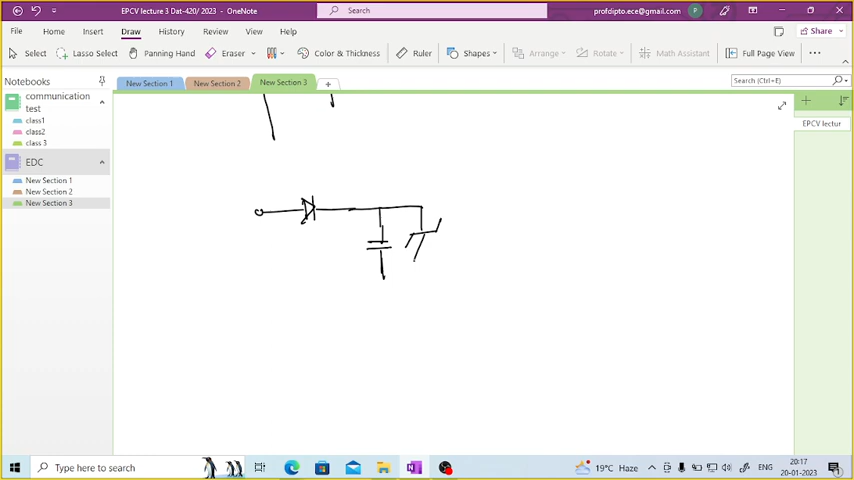 EPCV lecture 3 Dat-420/ 2023 - OneNote
Search
profdipto.ece@gmail.com
P
File
Home
Insert
Draw
History
Review
View
Help
Share
Select
Lasso Select
Panning Hand
Eraser
Color & Thickness
Ruler
Shapes
Arrange
Rotate
Math Assistant
Full Page View
Notebooks
New Section 1
New Section 2
New Section 3
Search (Ctrl+E)
communication
test
class1
class2
class 3
EDC
New Section 1
New Section 2
New Section 3
EPCV lectur
Type here to search
19°C Haze
ENG
20:17
20-01-2023
1